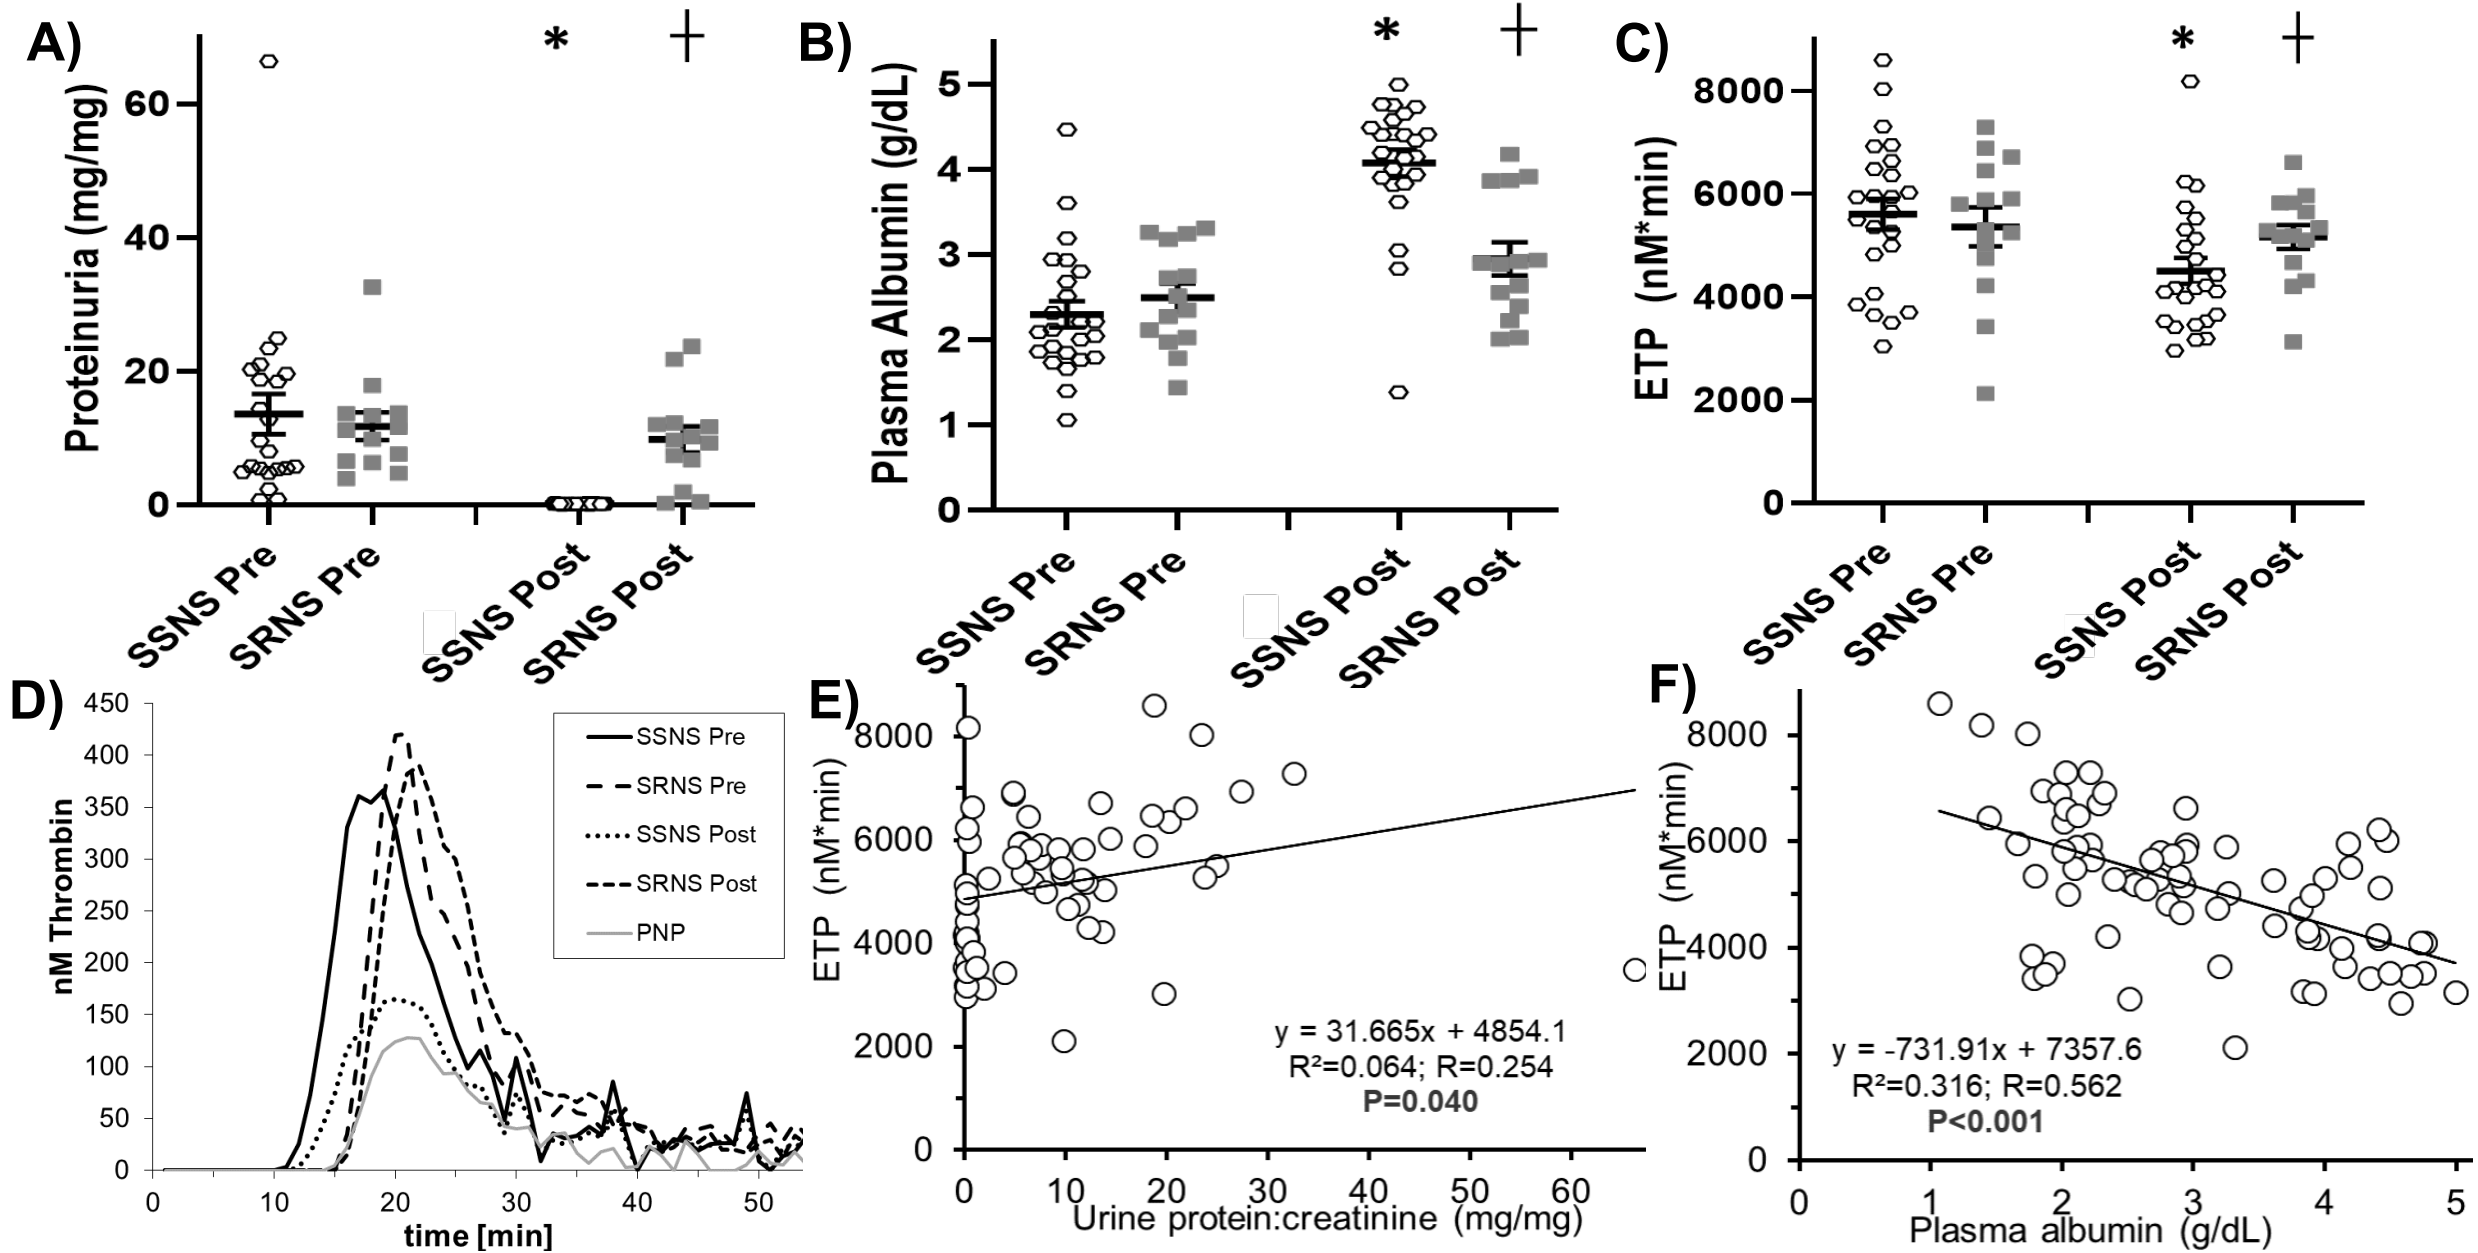 A)
Proteinuria (mg/mg)
60
40
20
0
*
┼
SSNS Pre
SRNS Pre
SSNS Post
SRNS Post
B)
Plasma Albumin (g/dL)
5
4
3
2
1
0
*
┼
SSNS Pre
SRNS Pre
SSNS Post
SRNS Post
C)
ETP (nM*min)
8000
6000
4000
2000
0
*
┼
SSNS Pre
SRNS Pre
SSNS Post
SRNS Post
D)
nM Thrombin
450
400
350
300
250
200
150
100
50
0
SSNS Pre
SRNS Pre
SSNS Post
SRNS Post
PNP
0 10 20 30 40 50
time [min]
E)
ETP (nM*min)
8000
6000
4000
2000
0
y = 31.665x + 4854.1
R²=0.064; R=0.254
P=0.040
0 10 20 30 40 50 60
Urine protein:creatinine (mg/mg)
F)
ETP (nM*min)
8000
6000
4000
2000
0
y = -731.91x + 7357.6
R²=0.316; R=0.562
P<0.001
0 1 2 3 4 5
Plasma albumin (g/dL)